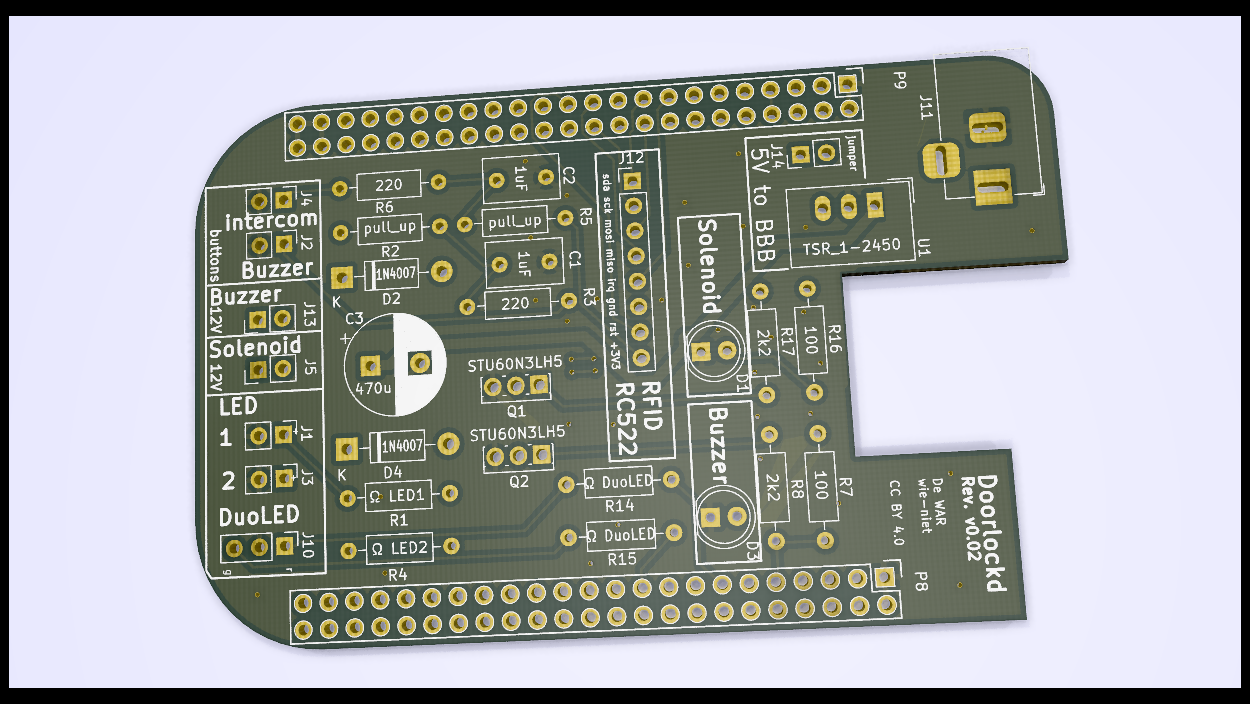 P9
J11
J14
Jumper
5V to BBB
TSR_1-2450
U1
J12
sda sck mosi miso irq gnd rst +3V3
RFID
RC522
C2
1uF
220
R6
pull_up
R5
pull_up
R2
1uF
C1
1N4007
K
D2
220
R3
J4
intercom
J2
buttons
Buzzer
Buzzer
12V
J13
Solenoid
12V
J5
C3
+
470u
STU60N3LH5
Q1
STU60N3LH5
Q2
LED
1
J1
2
J3
DuoLED
J10
1N4007
K
D4
Ω LED1
R1
Ω LED2
R4
Ω DuoLED
R14
Ω DuoLED
R15
Solenoid
D1
Buzzer
D3
2k2
R17
100
R16
2k2
R8
100
R7
Doorlockd
Rev. v0.02
De WAR
wie-niet
CC BY 4.0
P8